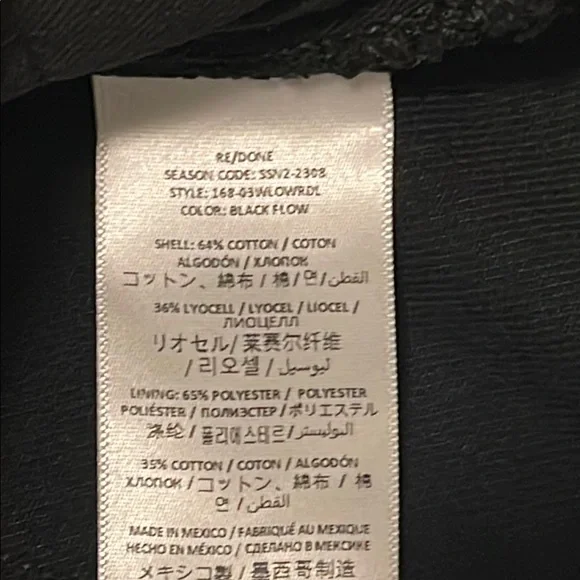 RE/DONE
SEASON CODE: SSN2-2308
STYLE: 168-03WLOWRDL
COLOR: BLACK FLOW
SHELL: 64% COTTON / COTON
ALGODÓN / ХЛОПОК
コットン、綿布 / 棉 / 면 / القطن
36% LYOCELL / LYOCEL / LIOCEL /
ЛИОЦЕЛЛ
リオセル / 莱赛尔纤维
/ 리오셀 / ليوسيل
LINING: 65% POLYESTER / POLYESTER
POLIÉSTER / ПОЛИЭСТЕР / ポリエステル
涤纶 / 폴리에스테르 / البوليستر
35% COTTON / COTON / ALGODÓN
ХЛОПОК / コットン、綿布 / 棉
면 / القطن
MADE IN MEXICO / FABRIQUÉ AU MEXIQUE
HECHO EN MÉXICO / СДЕЛАНО В МЕКСИКЕ
メキシコ製 / 墨西哥制造